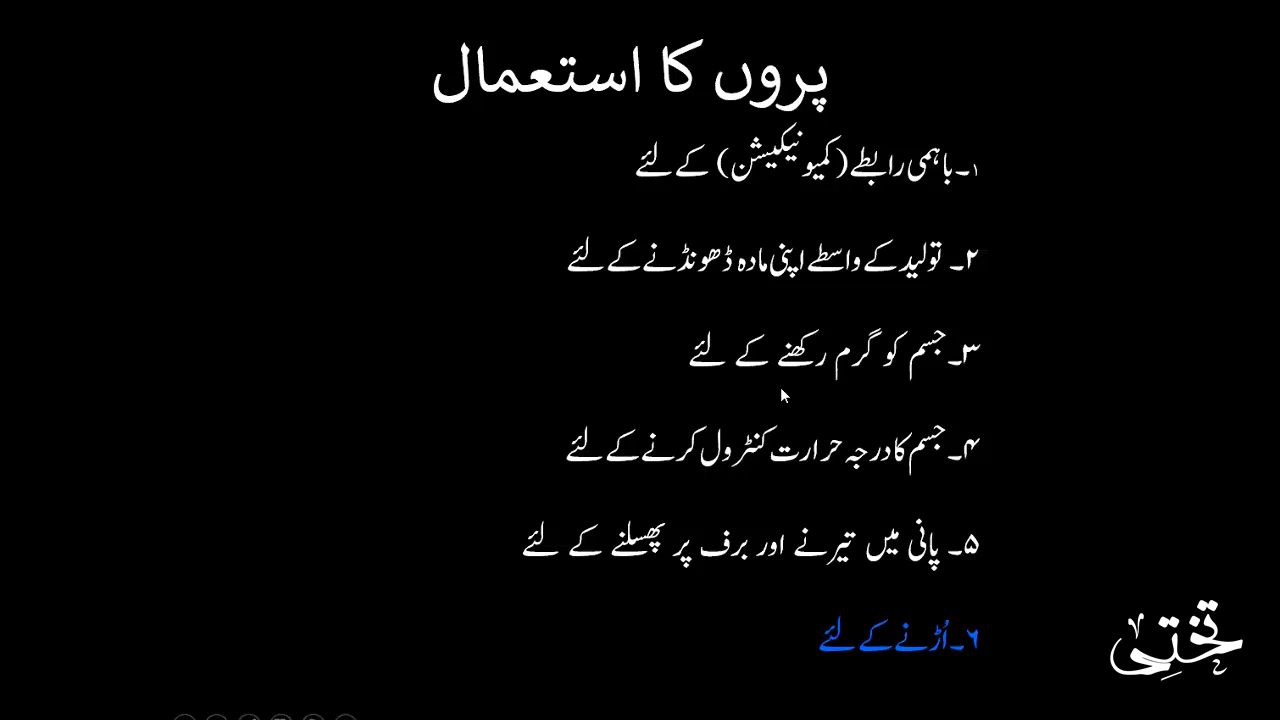 پروں کا استعمال
۱۔باہمی رابطے(کمیونیکیشن) کے لئے
۲۔ تولید کے واسطے اپنی مادہ ڈھونڈنے کے لئے
۳۔جسم کو گرم رکھنے کے لئے
۴۔جسم کا درجہ حرارت کنٹرول کرنے کے لئے
۵۔ پانی میں تیرنے اور برف پر پھسلنے کے لئے
۶۔اُڑنے کے لئے
تختی